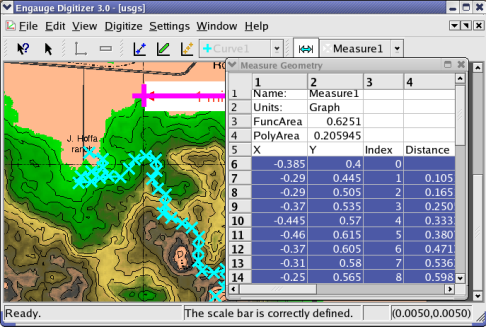 Engauge Digitizer 3.0 - [usgs]
File Edit View Digitize Settings Window Help
Curve1 Measure1
Measure Geometry
1 2 3 4
1 Name: Measure1
2 Units: Graph
3 FuncArea 0.6251
4 PolyArea 0.205945
5 X Y Index Distance
6 -0.385 0.4 0
7 -0.29 0.445 1 0.105
8 -0.29 0.505 2 0.165
9 -0.37 0.535 3 0.250
10 -0.445 0.57 4 0.333
11 -0.46 0.615 5 0.380
12 -0.37 0.605 6 0.471
13 -0.31 0.58 7 0.536
14 -0.25 0.565 8 0.598
J. Hoffa
ranch
Ready. The scale bar is correctly defined. (0.0050,0.0050)